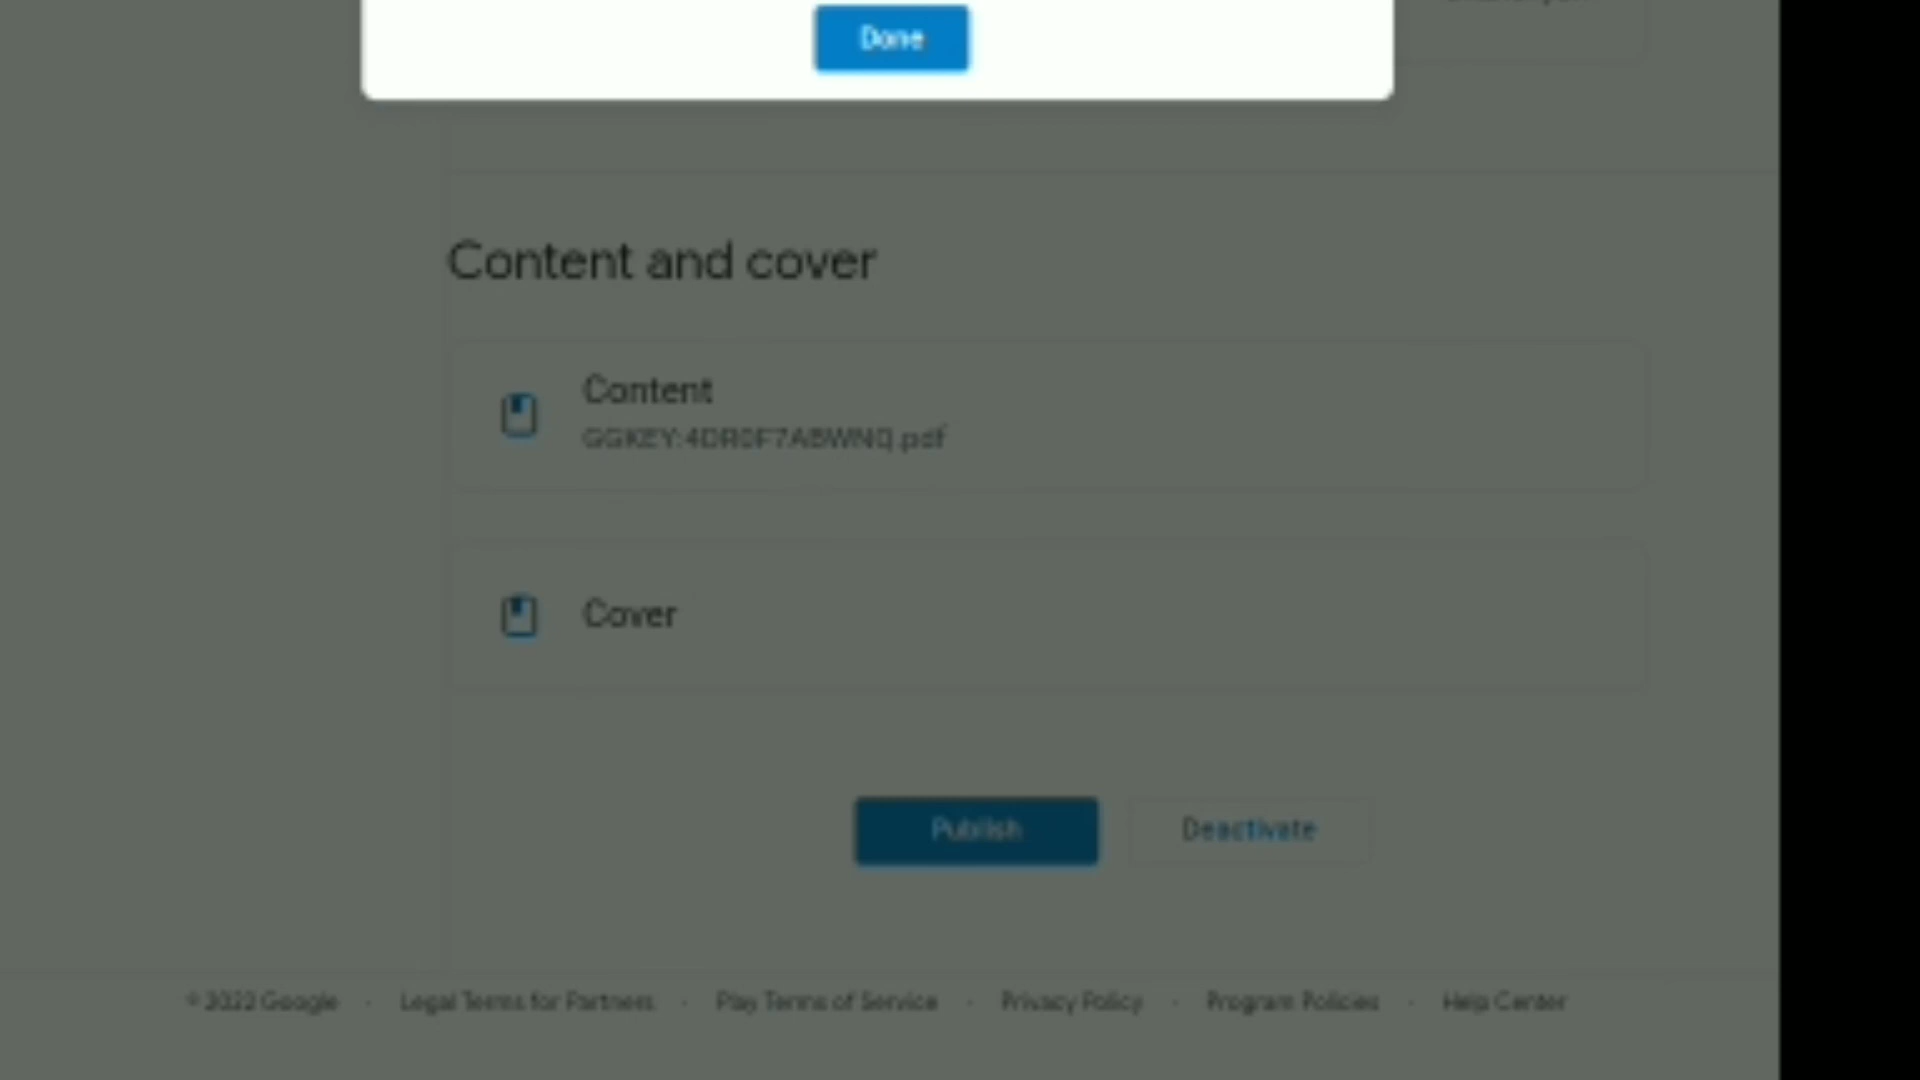 Done
Content and cover
Content
GGKEY:4DR0F7A8WNQ.pdf
Cover
Publish Deactivate
© 2022 Google · Legal Terms for Partners · Play Terms of Service · Privacy Policy · Program Policies · Help Center